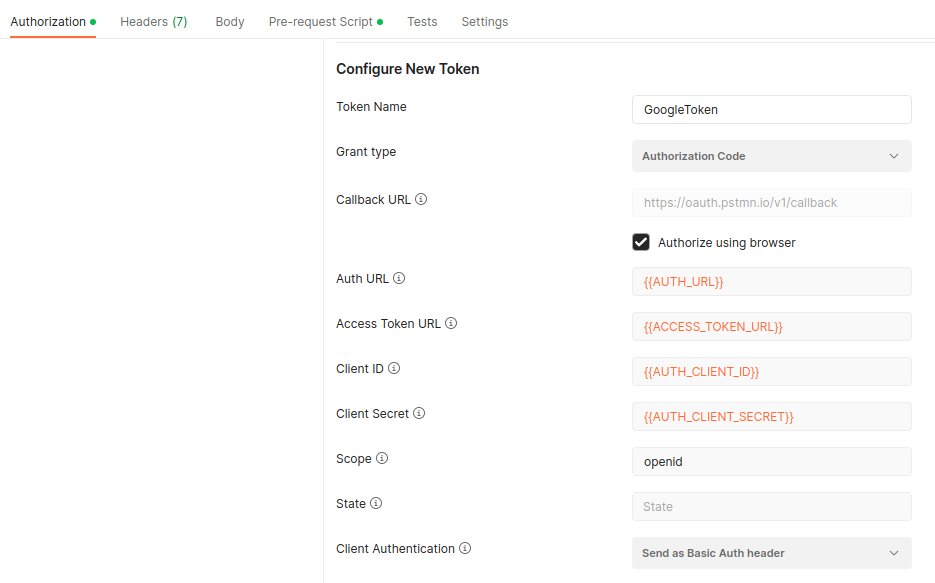 Authorization Headers (7) Body Pre-request Script Tests Settings
Configure New Token
Token Name GoogleToken
Grant type Authorization Code
Callback URL https://oauth.pstmn.io/v1/callback
Authorize using browser
Auth URL {{AUTH_URL}}
Access Token URL {{ACCESS_TOKEN_URL}}
Client ID {{AUTH_CLIENT_ID}}
Client Secret {{AUTH_CLIENT_SECRET}}
Scope openid
State State
Client Authentication Send as Basic Auth header